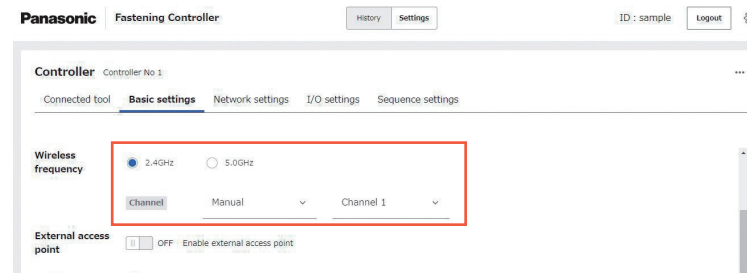 Panasonic Fastening Controller History Settings ID : sample Logout
Controller Controller No 1 ...
Connected tool Basic settings Network settings I/O settings Sequence settings
Wireless
frequency 2.4GHz 5.0GHz
Channel Manual Channel 1
External access
point OFF Enable external access point